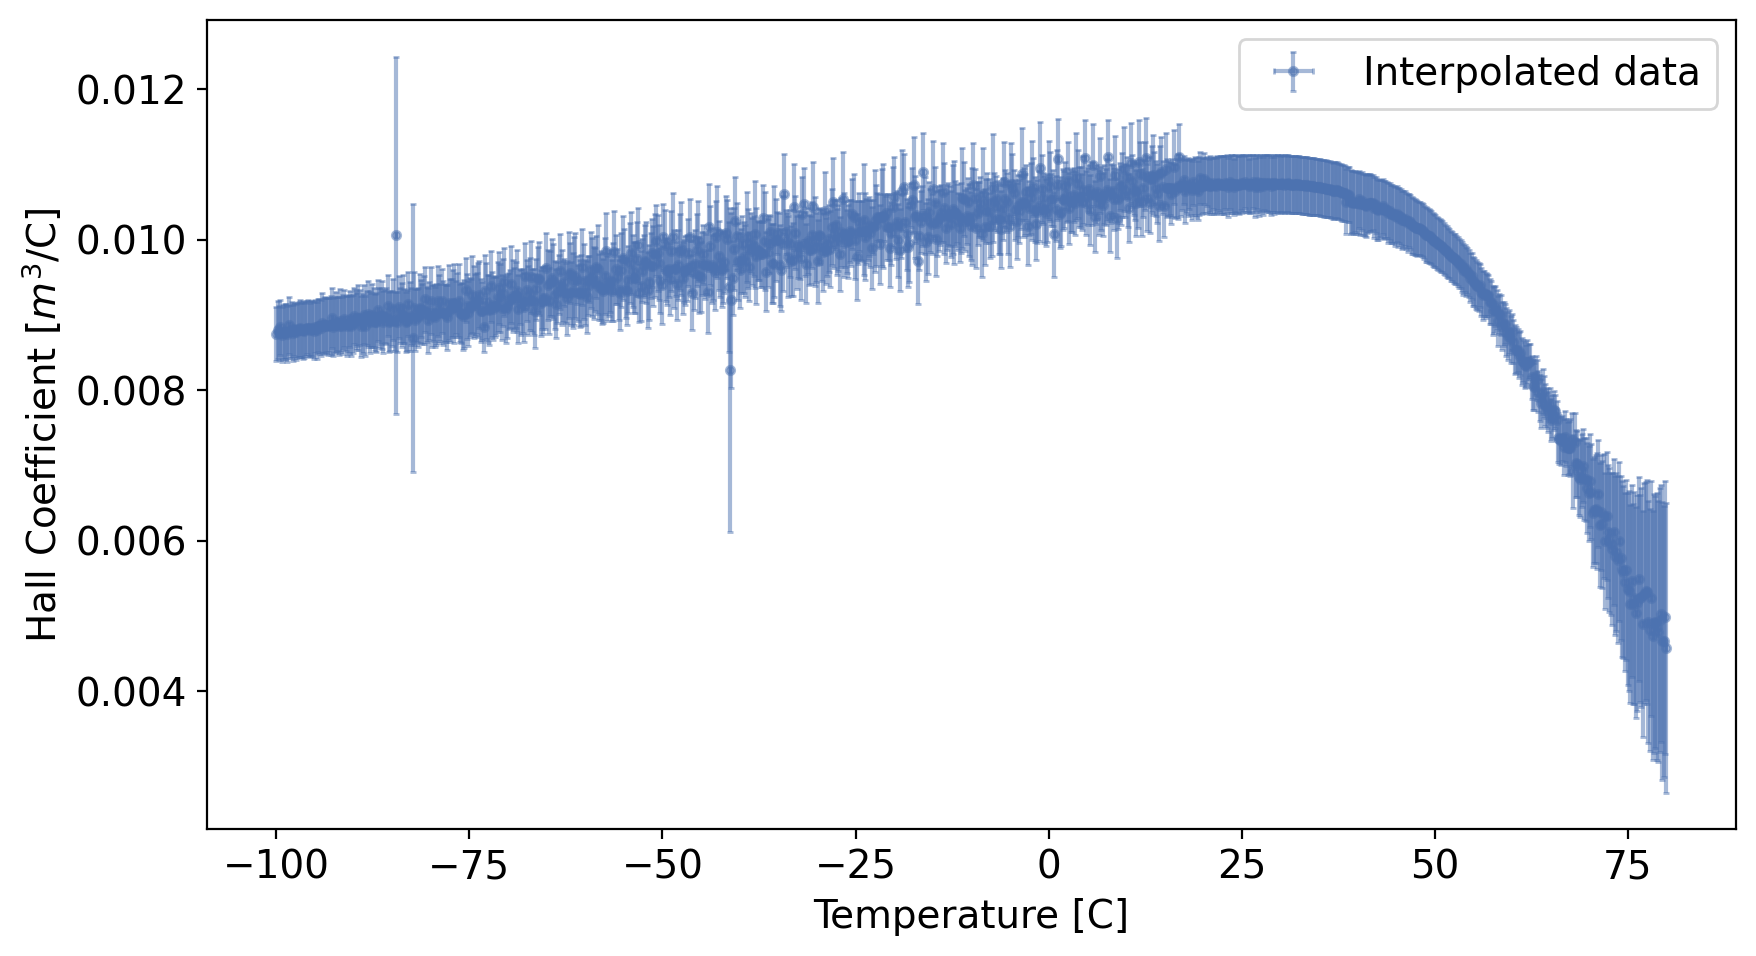 Interpolated data
Hall Coefficient [m³/C]
0.012
0.010
0.008
0.006
0.004
−100 −75 −50 −25 0 25 50 75
Temperature [C]